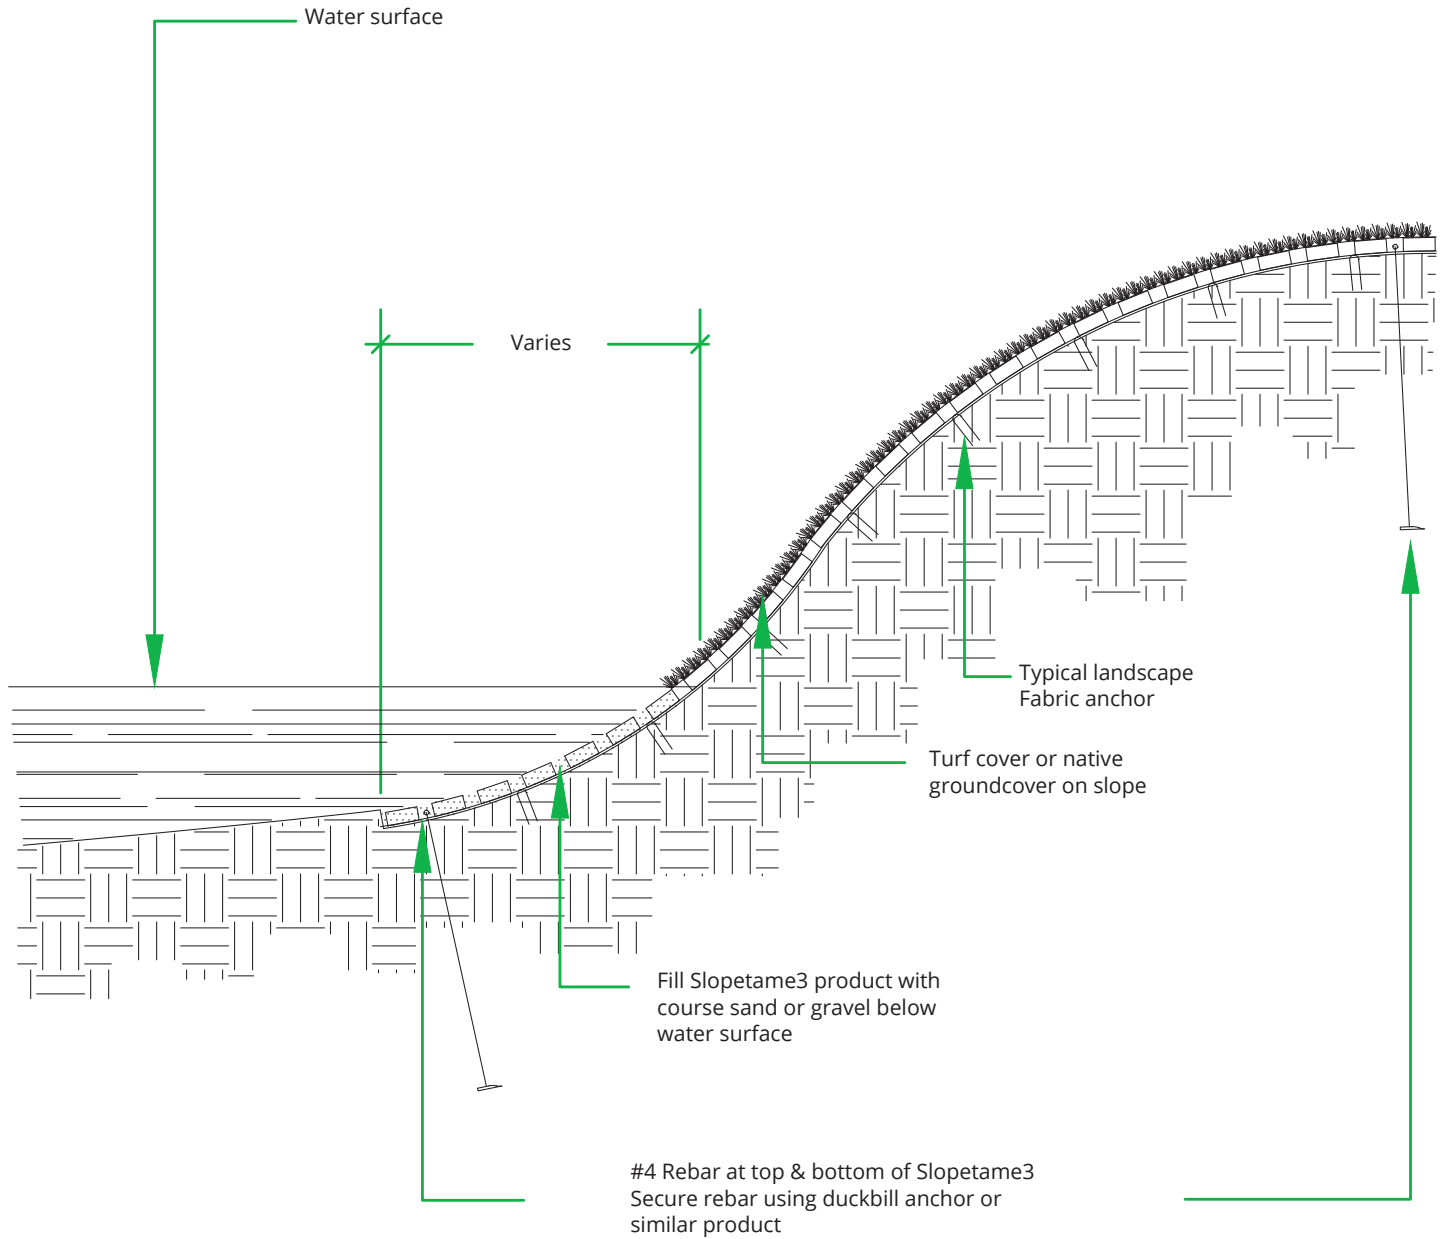 Water surface
Varies
Typical landscape
Fabric anchor
Turf cover or native
groundcover on slope
Fill Slopetame3 product with
course sand or gravel below
water surface
#4 Rebar at top & bottom of Slopetame3
Secure rebar using duckbill anchor or
similar product